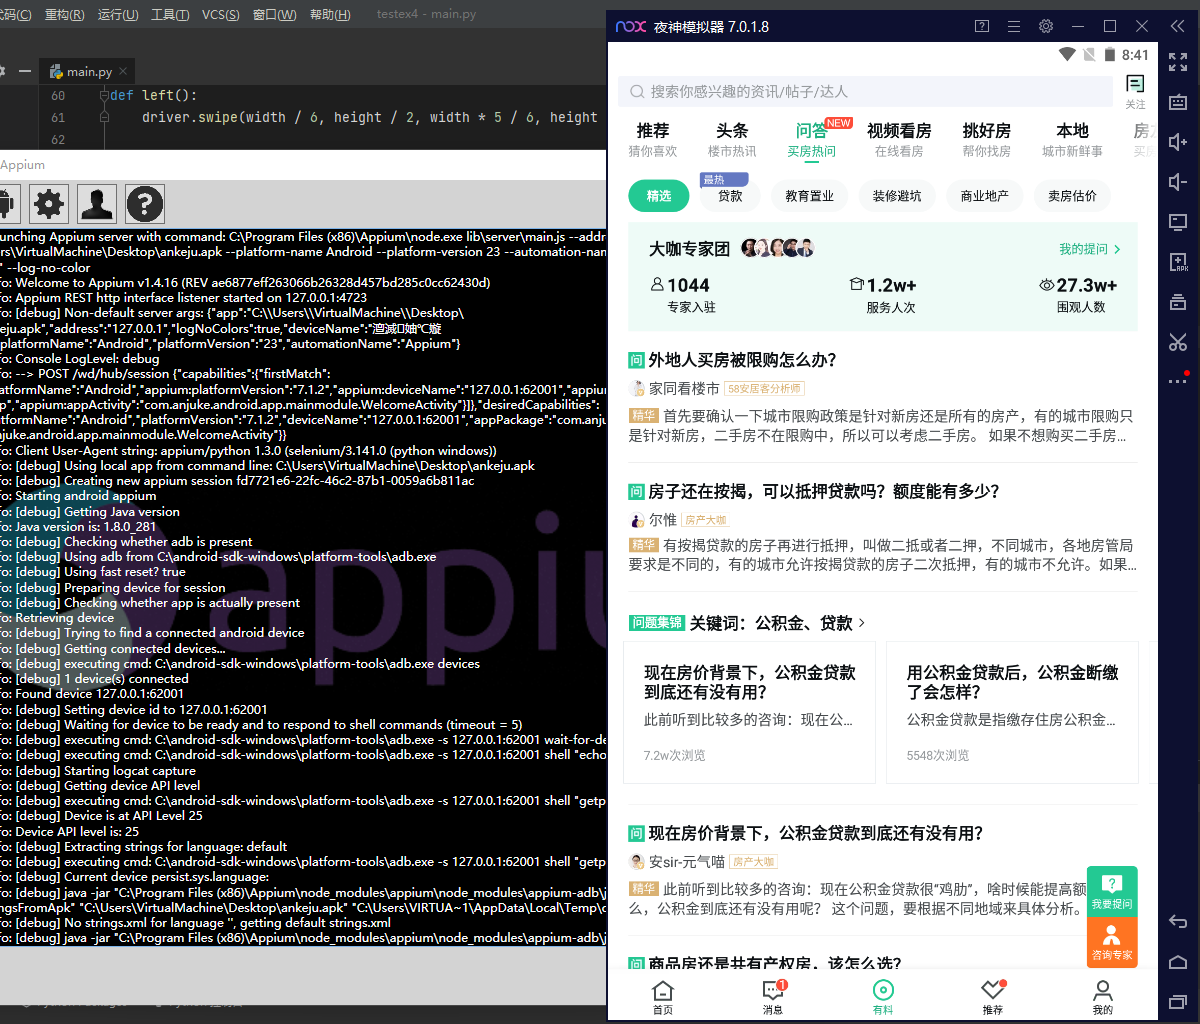 代码(C) 重构(R) 运行(U) 工具(T) VCS(S) 窗口(W) 帮助(H) testex4 - main.py
main.py
60 def left():
61 driver.swipe(width / 6, height / 2, width * 5 / 6, height
62
Appium
unching Appium server with command: C:\Program Files (x86)\Appium\node.exe lib\server\main.js --addr
rs\VirtualMachine\Desktop\ankeju.apk --platform-name Android --platform-version 23 --automation-nam
" --log-no-color
fo: Welcome to Appium v1.4.16 (REV ae6877eff263066b26328d457bd285c0cc62430d)
fo: Appium REST http interface listener started on 127.0.0.1:4723
fo: [debug] Non-default server args: {"app":"C:\\Users\\VirtualMachine\\Desktop\
keju.apk","address":"127.0.0.1","logNoColors":true,"deviceName":"
platformName":"Android","platformVersion":"23","automationName":"Appium"}
fo: Console LogLevel: debug
fo: --> POST /wd/hub/session {"capabilities":{"firstMatch":
atformName":"Android","appium:platformVersion":"7.1.2","appium:deviceName":"127.0.0.1:62001","appium
p","appium:appActivity":"com.anjuke.android.app.mainmodule.WelcomeActivity"}]},"desiredCapabilities":
latformName":"Android","platformVersion":"7.1.2","deviceName":"127.0.0.1:62001","appPackage":"com.anju
njuke.android.app.mainmodule.WelcomeActivity"}}
fo: Client User-Agent string: appium/python 1.3.0 (selenium/3.141.0 (python windows))
fo: [debug] Using local app from command line: C:\Users\VirtualMachine\Desktop\ankeju.apk
fo: [debug] Creating new appium session fd7721e6-22fc-46c2-87b1-0059a6b811ac
fo: Starting android appium
fo: [debug] Getting Java version
fo: Java version is: 1.8.0_281
fo: [debug] Checking whether adb is present
fo: [debug] Using adb from C:\android-sdk-windows\platform-tools\adb.exe
fo: [debug] Using fast reset? true
fo: [debug] Preparing device for session
fo: [debug] Checking whether app is actually present
fo: Retrieving device
fo: [debug] Trying to find a connected android device
fo: [debug] Getting connected devices...
fo: [debug] executing cmd: C:\android-sdk-windows\platform-tools\adb.exe devices
fo: [debug] 1 device(s) connected
fo: Found device 127.0.0.1:62001
fo: [debug] Setting device id to 127.0.0.1:62001
fo: [debug] Waiting for device to be ready and to respond to shell commands (timeout = 5)
fo: [debug] executing cmd: C:\android-sdk-windows\platform-tools\adb.exe -s 127.0.0.1:62001 wait-for-de
fo: [debug] executing cmd: C:\android-sdk-windows\platform-tools\adb.exe -s 127.0.0.1:62001 shell "echo
fo: [debug] Starting logcat capture
fo: [debug] Getting device API level
fo: [debug] executing cmd: C:\android-sdk-windows\platform-tools\adb.exe -s 127.0.0.1:62001 shell "getp
fo: [debug] Device is at API Level 25
fo: Device API level is: 25
fo: [debug] Extracting strings for language: default
fo: [debug] executing cmd: C:\android-sdk-windows\platform-tools\adb.exe -s 127.0.0.1:62001 shell "getp
fo: [debug] Current device persist.sys.language:
fo: [debug] java -jar "C:\Program Files (x86)\Appium\node_modules\appium\node_modules\appium-adb\j
ngsFromApk" "C:\Users\VirtualMachine\Desktop\ankeju.apk" "C:\Users\VIRTUA~1\AppData\Local\Temp\c
fo: [debug] No strings.xml for language '', getting default strings.xml
fo: [debug] java -jar "C:\Program Files (x86)\Appium\node_modules\appium\node_modules\appium-adb\j
appiu
nox 夜神模拟器 7.0.1.8
8:41
搜索你感兴趣的资讯/帖子/达人
关注
推荐 头条 问答 NEW 视频看房 挑好房 本地
猜你喜欢 楼市热讯 买房热问 在线看房 帮你找房 城市新鲜事
最热
精选 贷款 教育置业 装修避坑 商业地产 卖房估价
大咖专家团 我的提问
1044 1.2w+ 27.3w+
专家入驻 服务人次 围观人数
问 外地人买房被限购怎么办?
家同看楼市 58安居客分析师
精华 首先要确认一下城市限购政策是针对新房还是所有的房产，有的城市限购只
是针对新房，二手房不在限购中，所以可以考虑二手房。 如果不想购买二手房...
问 房子还在按揭，可以抵押贷款吗？额度能有多少?
尔惟 房产大咖
精华 有按揭贷款的房子再进行抵押，叫做二抵或者二押，不同城市，各地房管局
要求是不同的，有的城市允许按揭贷款的房子二次抵押，有的城市不允许。如果...
问题集锦 关键词：公积金、贷款
现在房价背景下，公积金贷款
到底还有没有用?
此前听到比较多的咨询：现在公...
7.2w次浏览
用公积金贷款后，公积金断缴
了会怎样?
公积金贷款是指缴存住房公积金...
5548次浏览
问 现在房价背景下，公积金贷款到底还有没有用?
安sir-元气喵 房产大咖
精华 此前听到比较多的咨询：现在公积金贷款很“鸡肋”，啥时候能提高额
么，公积金到底还有没有用呢？ 这个问题，要根据不同地域来具体分析。
我要提问
咨询专家
问 商品房还是共有产权房，该怎么选?
1
首页 消息 有料 推荐 我的
APK